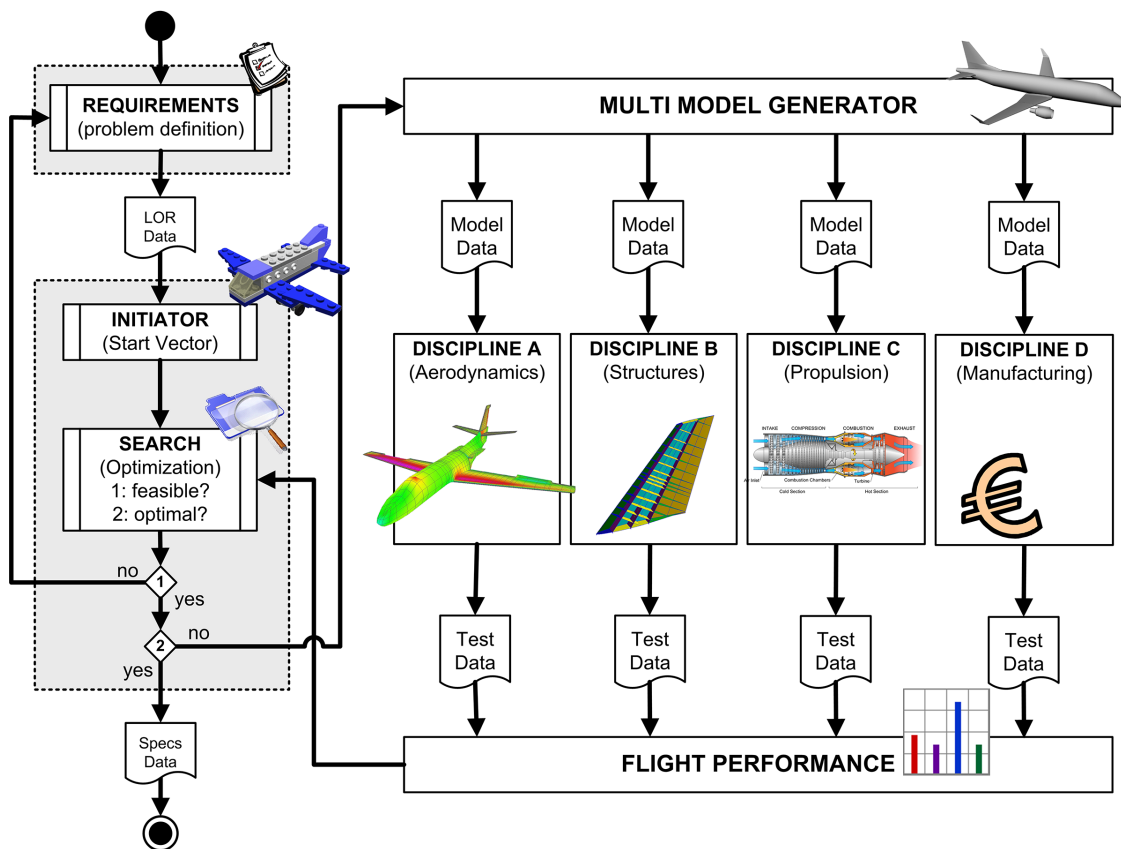 REQUIREMENTS
(problem definition)
LOR
Data
INITIATOR
(Start Vector)
SEARCH
(Optimization)
1: feasible?
2: optimal?
no
1
yes
no
2
yes
Specs
Data
MULTI MODEL GENERATOR
Model
Data
Model
Data
Model
Data
Model
Data
DISCIPLINE A
(Aerodynamics)
DISCIPLINE B
(Structures)
DISCIPLINE C
(Propulsion)
INTAKE COMPRESSION COMBUSTION EXHAUST
Air Inlet Combustion Chambers Turbine
Cold Section Hot Section
DISCIPLINE D
(Manufacturing)
€
Test
Data
Test
Data
Test
Data
Test
Data
FLIGHT PERFORMANCE